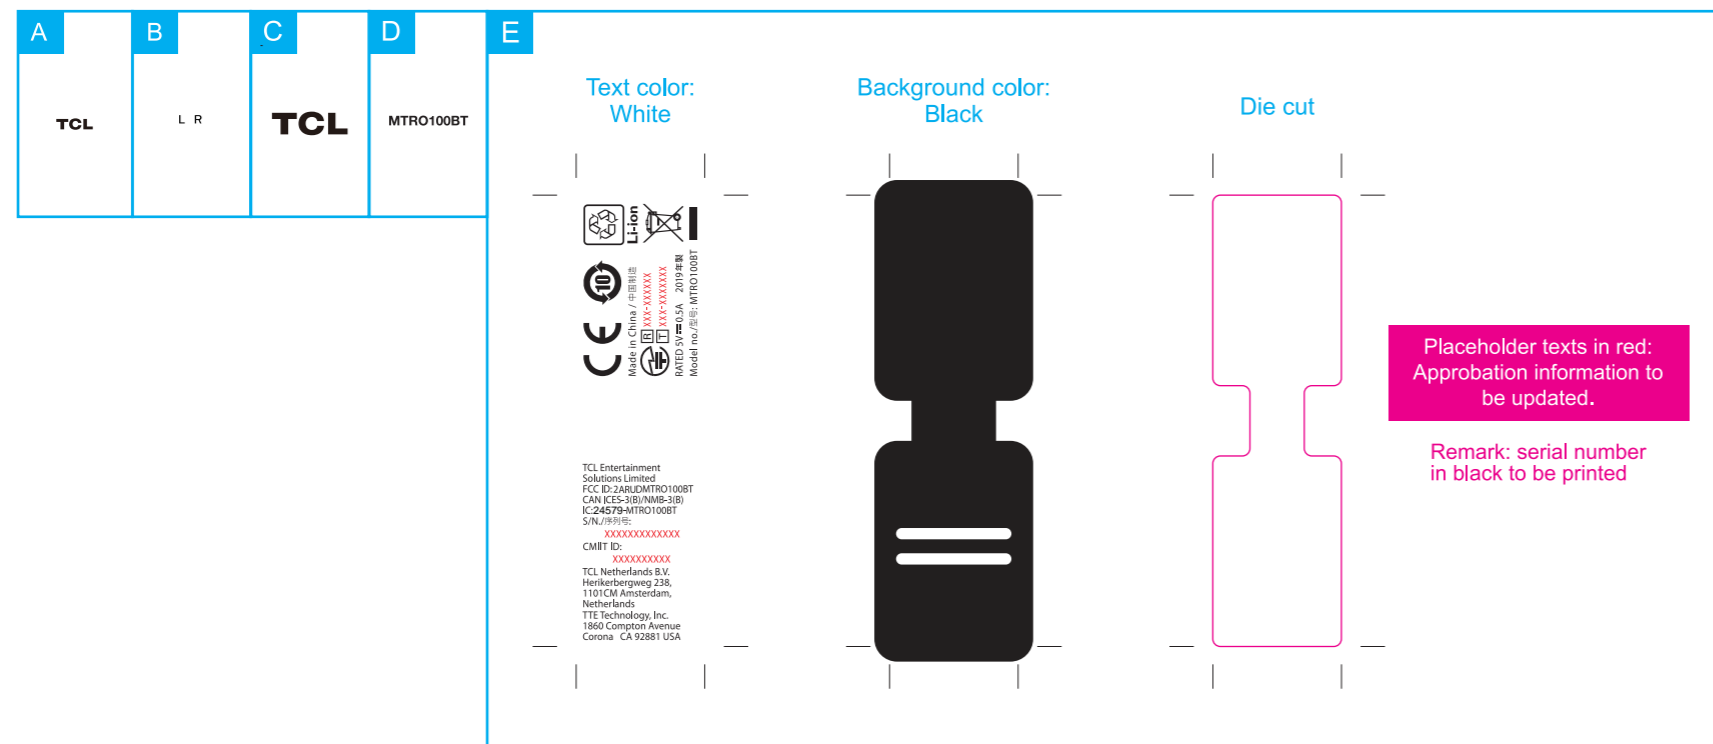 A
B
C
D
E
TCL
L R
TCL
MTRO100BT
Text color:
White
Background color:
Black
Die cut
Li-ion
10
CE
Made in China / 中国制造
R XXX-XXXXXX
T XXX-XXXXXXX
RATED 5V 0.5A 2019年製
Model no./型号: MTRO100BT
TCL Entertainment
Solutions Limited
FCC ID:2ARUDMTRO100BT
CAN ICES-3(B)/NMB-3(B)
IC:24579-MTRO100BT
S/N./序列号:
XXXXXXXXXXXXX
CMIIT ID:
XXXXXXXXXX
TCL Netherlands B.V.
Herikerbergweg 238,
1101CM Amsterdam,
Netherlands
TTE Technology, Inc.
1860 Compton Avenue
Corona CA 92881 USA
Placeholder texts in red:
Approbation information to
be updated.
Remark: serial number
in black to be printed